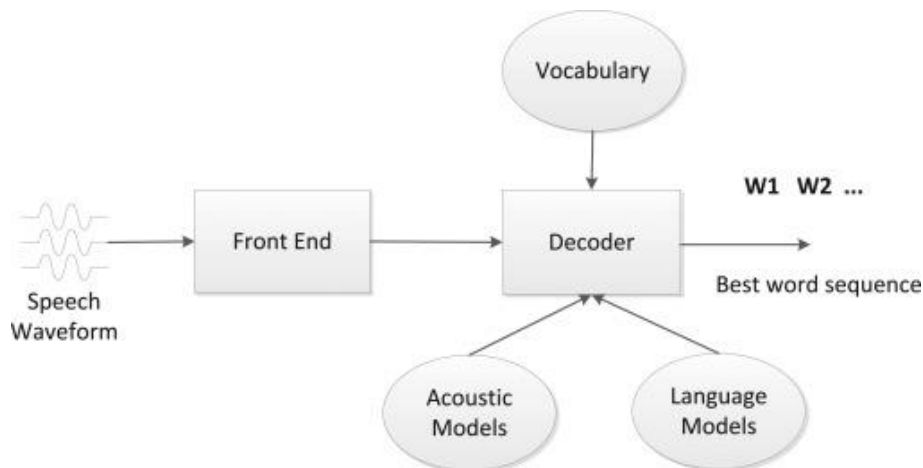 Vocabulary
W1 W2 ...
Front End
Decoder
Speech
Waveform
Best word sequence
Acoustic
Models
Language
Models